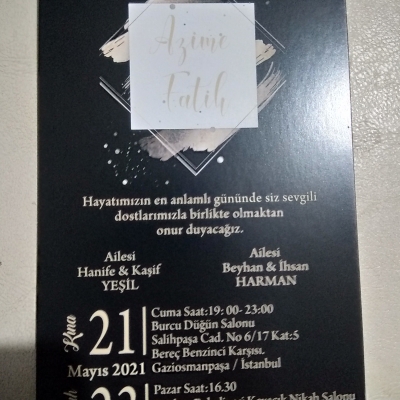 Azime
Fatih
Hayatımızın en anlamlı gününde siz sevgili
dostlarımızla birlikte olmaktan
onur duyacağız.
Ailesi
Hanife & Kaşif
YEŞİL
Ailesi
Beyhan & İhsan
HARMAN
Kına
21
Mayıs 2021
Cuma Saat:19: 00- 23:00
Burcu Düğün Salonu
Salihpaşa Cad. No 6/17 Kat:5
Bereç Benzinci Karşısı.
Gaziosmanpaşa / İstanbul
Pazar Saat:16.30
Nikah Salonu